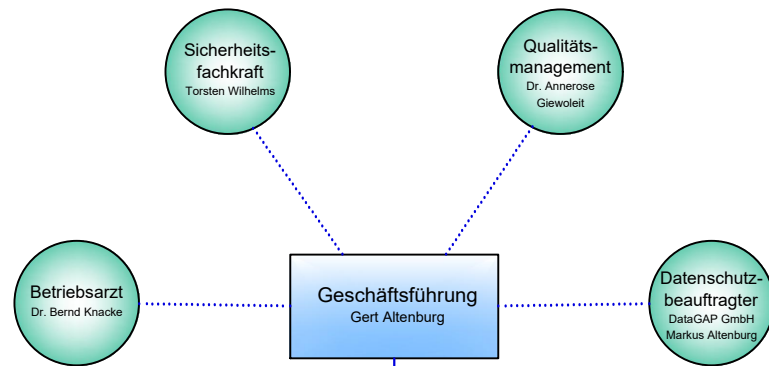 Sicherheits-
fachkraft
Torsten Wilhelms
Qualitäts-
management
Dr. Annerose
Giewoleit
Betriebsarzt
Dr. Bernd Knacke
Geschäftsführung
Gert Altenburg
Datenschutz-
beauftragter
DataGAP GmbH
Markus Altenburg